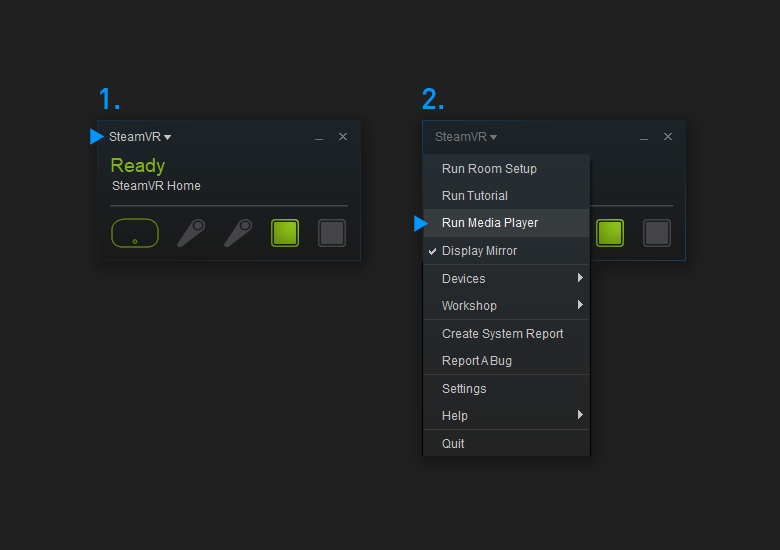 1.
SteamVR
Ready
SteamVR Home
2.
SteamVR
Run Room Setup
Run Tutorial
Run Media Player
Display Mirror
Devices
Workshop
Create System Report
Report A Bug
Settings
Help
Quit